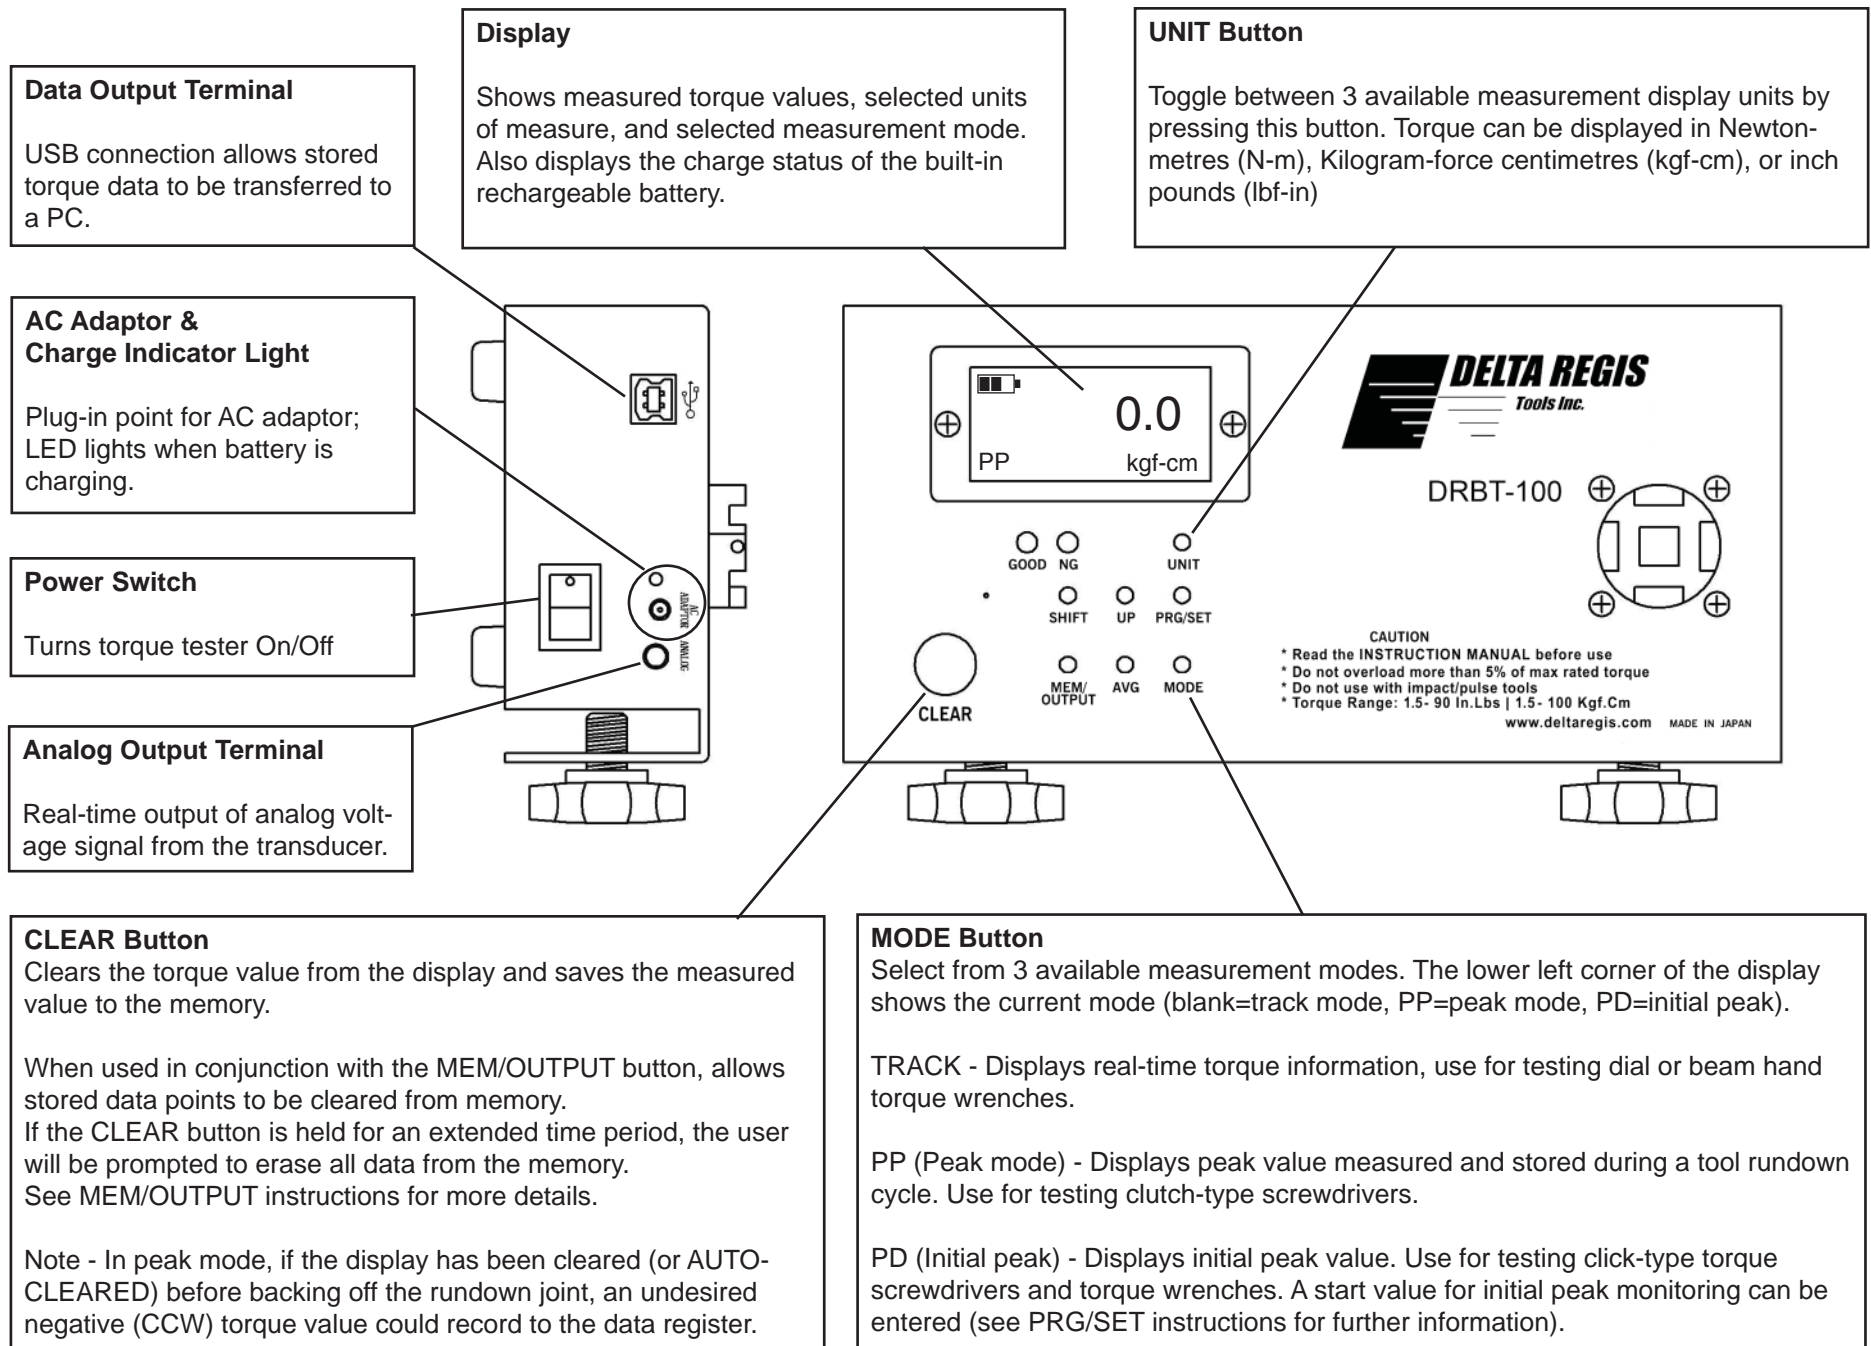 Data Output Terminal
USB connection allows stored
torque data to be transferred to
a PC.
Display
Shows measured torque values, selected units
of measure, and selected measurement mode.
Also displays the charge status of the built-in
rechargeable battery.
UNIT Button
Toggle between 3 available measurement display units by
pressing this button. Torque can be displayed in Newton-
metres (N-m), Kilogram-force centimetres (kgf-cm), or inch
pounds (lbf-in)
AC Adaptor &
Charge Indicator Light
Plug-in point for AC adaptor;
LED lights when battery is
charging.
Power Switch
Turns torque tester On/Off
Analog Output Terminal
Real-time output of analog volt-
age signal from the transducer.
AC
ADAPTOR
ANALOG
0.0
PP kgf-cm
DELTA REGIS
Tools Inc.
DRBT-100
GOOD NG UNIT
SHIFT UP PRG/SET
MEM/
OUTPUT AVG MODE
CLEAR
CAUTION
* Read the INSTRUCTION MANUAL before use
* Do not overload more than 5% of max rated torque
* Do not use with impact/pulse tools
* Torque Range: 1.5- 90 In.Lbs | 1.5- 100 Kgf.Cm
www.deltaregis.com MADE IN JAPAN
CLEAR Button
Clears the torque value from the display and saves the measured
value to the memory.
When used in conjunction with the MEM/OUTPUT button, allows
stored data points to be cleared from memory.
If the CLEAR button is held for an extended time period, the user
will be prompted to erase all data from the memory.
See MEM/OUTPUT instructions for more details.
Note - In peak mode, if the display has been cleared (or AUTO-
CLEARED) before backing off the rundown joint, an undesired
negative (CCW) torque value could record to the data register.
MODE Button
Select from 3 available measurement modes. The lower left corner of the display
shows the current mode (blank=track mode, PP=peak mode, PD=initial peak).
TRACK - Displays real-time torque information, use for testing dial or beam hand
torque wrenches.
PP (Peak mode) - Displays peak value measured and stored during a tool rundown
cycle. Use for testing clutch-type screwdrivers.
PD (Initial peak) - Displays initial peak value. Use for testing click-type torque
screwdrivers and torque wrenches. A start value for initial peak monitoring can be
entered (see PRG/SET instructions for further information).